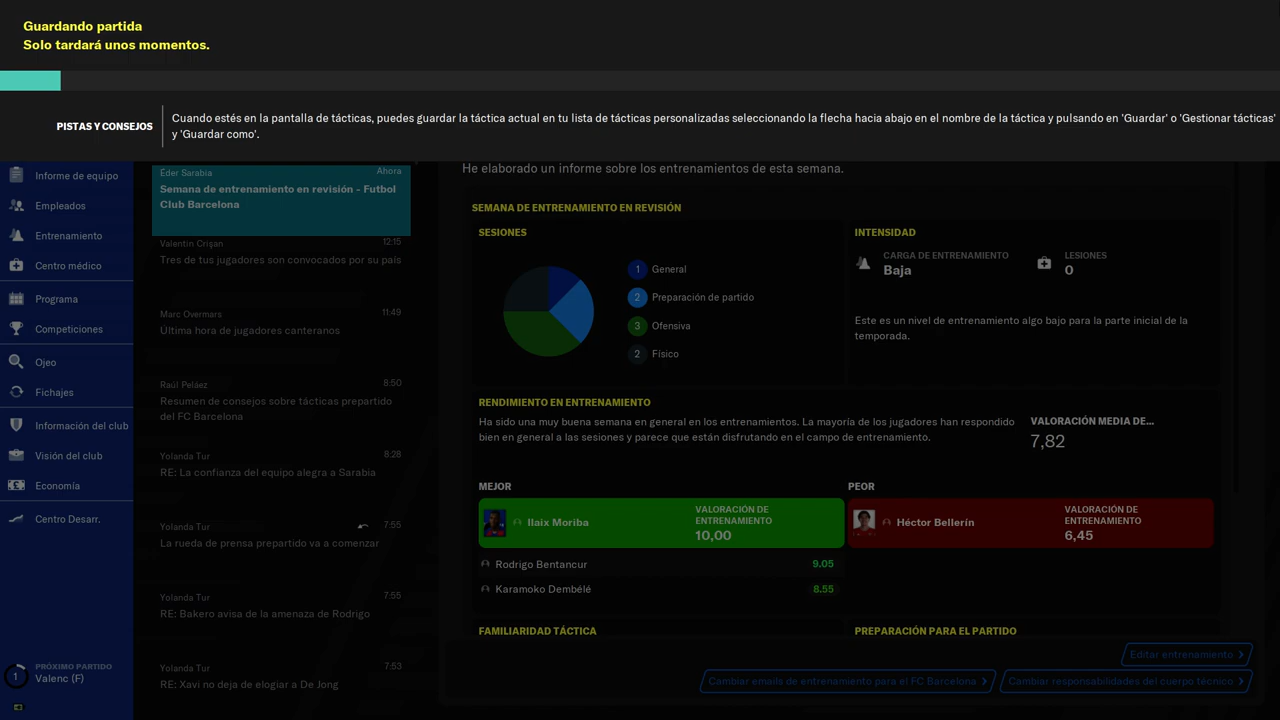 Guardando partida
Solo tardará unos momentos.
PISTAS Y CONSEJOS
Cuando estés en la pantalla de tácticas, puedes guardar la táctica actual en tu lista de tácticas personalizadas seleccionando la flecha hacia abajo en el nombre de la táctica y pulsando en 'Guardar' o 'Gestionar tácticas'
y 'Guardar como'.
Informe de equipo
Empleados
Entrenamiento
Centro médico
Programa
Competiciones
Ojeo
Fichajes
Información del club
Visión del club
Economía
Centro Desarr.
1
PRÓXIMO PARTIDO
Valenc (F)
Éder Sarabia
Ahora
Semana de entrenamiento en revisión - Futbol
Club Barcelona
Valentin Crișan
12:15
Tres de tus jugadores son convocados por su país
Marc Overmars
11:49
Última hora de jugadores canteranos
Raúl Peláez
8:50
Resumen de consejos sobre tácticas prepartido
del FC Barcelona
Yolanda Tur
8:28
RE: La confianza del equipo alegra a Sarabia
Yolanda Tur
7:55
La rueda de prensa prepartido va a comenzar
Yolanda Tur
7:55
RE: Bakero avisa de la amenaza de Rodrigo
Yolanda Tur
7:53
RE: Xavi no deja de elogiar a De Jong
He elaborado un informe sobre los entrenamientos de esta semana.
SEMANA DE ENTRENAMIENTO EN REVISIÓN
SESIONES
1 General
2 Preparación de partido
3 Ofensiva
2 Físico
INTENSIDAD
CARGA DE ENTRENAMIENTO
Baja
LESIONES
0
Este es un nivel de entrenamiento algo bajo para la parte inicial de la
temporada.
RENDIMIENTO EN ENTRENAMIENTO
Ha sido una muy buena semana en general en los entrenamientos. La mayoría de los jugadores han respondido
bien en general a las sesiones y parece que están disfrutando en el campo de entrenamiento.
VALORACIÓN MEDIA DE...
7,82
MEJOR
Ilaix Moriba
VALORACIÓN DE
ENTRENAMIENTO
10,00
Rodrigo Bentancur
9.05
Karamoko Dembélé
8.55
PEOR
Héctor Bellerín
VALORACIÓN DE
ENTRENAMIENTO
6,45
FAMILIARIDAD TÁCTICA
PREPARACIÓN PARA EL PARTIDO
Editar entrenamiento
Cambiar emails de entrenamiento para el FC Barcelona
Cambiar responsabilidades del cuerpo técnico